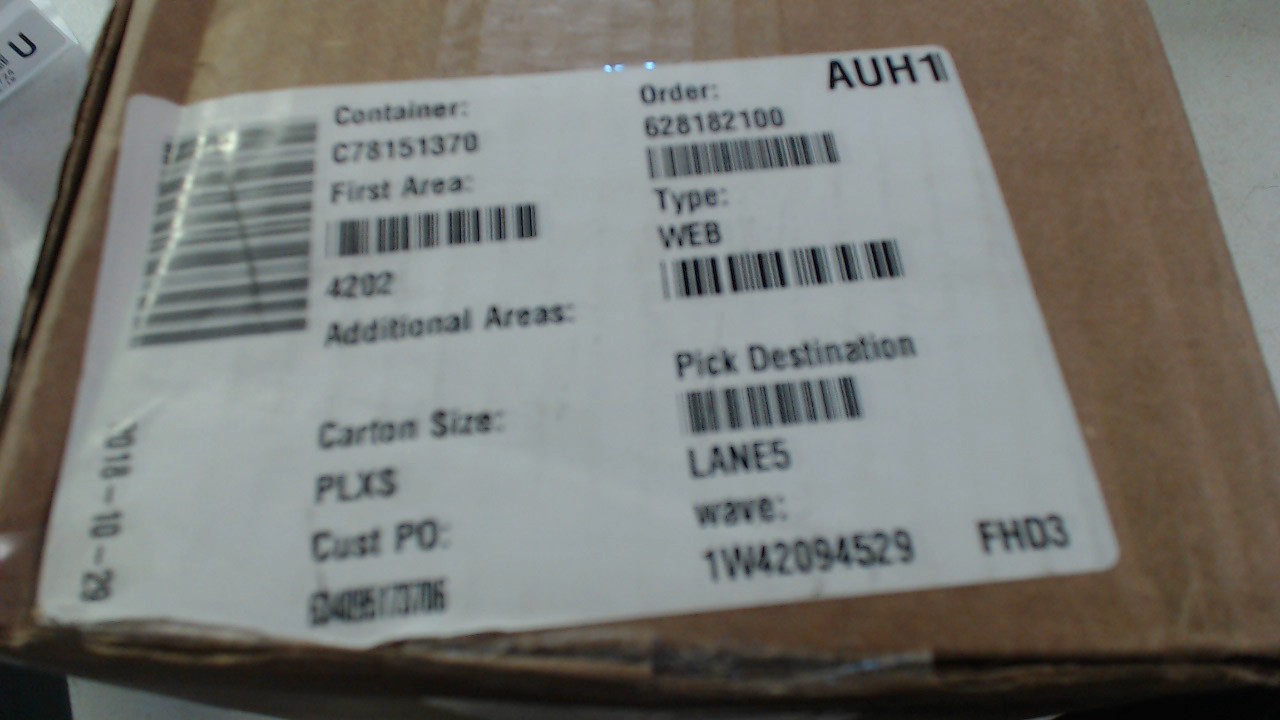 AUH1
Container:
C78151370
First Area:
4202
Additional Areas:
Carton Size:
PLXS
Cust PO:
Order:
628182100
Type:
WEB
Pick Destination
LANE5
wave:
1W42094529
FHD3
U